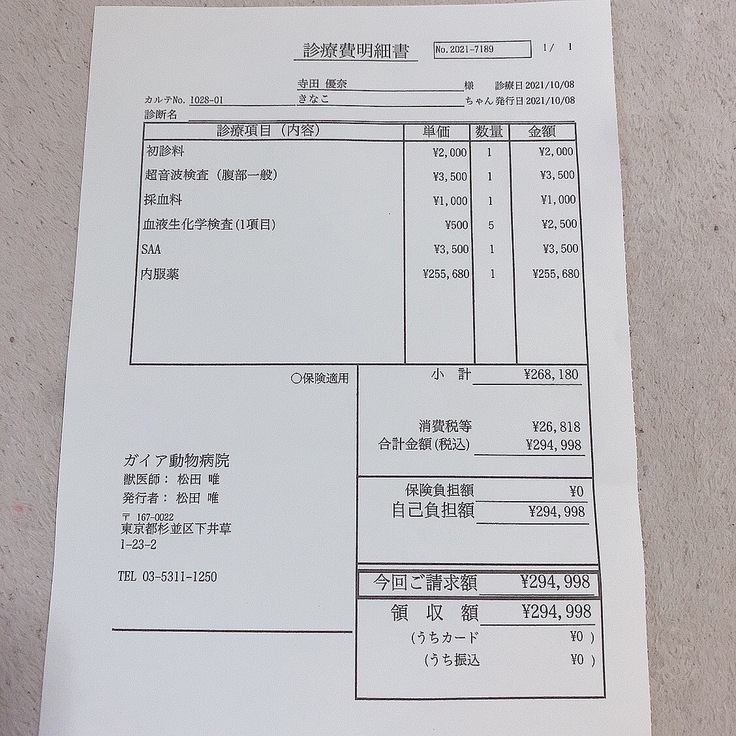 診療費明細書 No.2021-7189 1/ 1
寺田 優奈 様 診療日 2021/10/08
カルテNo. 1028-01 きなこ ちゃん 発行日 2021/10/08
診断名
診療項目（内容） 単価 数量 金額
初診料 ¥2,000 1 ¥2,000
超音波検査（腹部一般） ¥3,500 1 ¥3,500
採血料 ¥1,000 1 ¥1,000
血液生化学検査(1項目) ¥500 5 ¥2,500
SAA ¥3,500 1 ¥3,500
内服薬 ¥255,680 1 ¥255,680
○保険適用 小 計 ¥268,180
消費税等 ¥26,818
合計金額(税込) ¥294,998
保険負担額 ¥0
自己負担額 ¥294,998
今回ご請求額 ¥294,998
領 収 額 ¥294,998
(うちカード ¥0 )
(うち振込 ¥0 )
ガイア動物病院
獣医師： 松田 唯
発行者： 松田 唯
〒 167-0022
東京都杉並区下井草
1-23-2
TEL 03-5311-1250